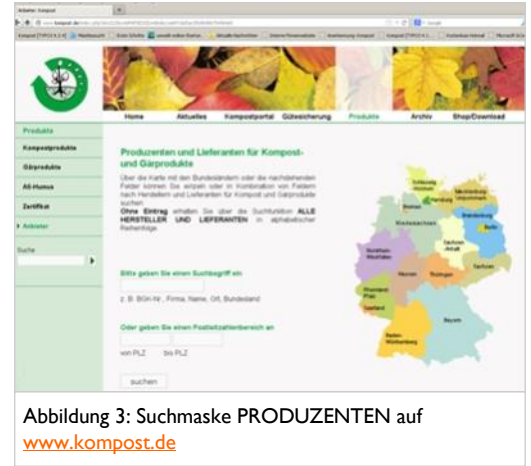 Anbieter: Kompost
www.kompost.de
Home Aktuelles Kompostportal Gütesicherung Produkte Archiv Shop/Download
Produkte
Kompostprodukte
Gärprodukte
AS-Humus
Zertifikat
Anbieter
Suche
Produzenten und Lieferanten für Kompost-
und Gärprodukte
Über die Karte mit den Bundesländern oder die nachstehenden
Felder können Sie einzeln oder in Kombination von Feldern
nach Herstellern und Lieferanten für Kompost und Gärprodukte
suchen.
Ohne Eintrag erhalten Sie über die Suchfunktion ALLE
HERSTELLER UND LIEFERANTEN in alphabetischer
Reihenfolge.
Bitte geben Sie einen Suchbegriff ein
z. B. BGK-Nr., Firma, Name, Ort, Bundesland
Oder geben Sie einen Postleitzahlenbereich an
von PLZ bis PLZ
suchen
Schleswig-
Holstein
Mecklenburg-
Vorpommern
Hamburg
Bremen
Brandenburg
Berlin
Niedersachsen
Sachsen-
Anhalt
Nordrhein-
Westfalen
Hessen
Thüringen
Sachsen
Rheinland-
Pfalz
Saarland
Bayern
Baden-
Württemberg
Abbildung 3: Suchmaske PRODUZENTEN auf
www.kompost.de